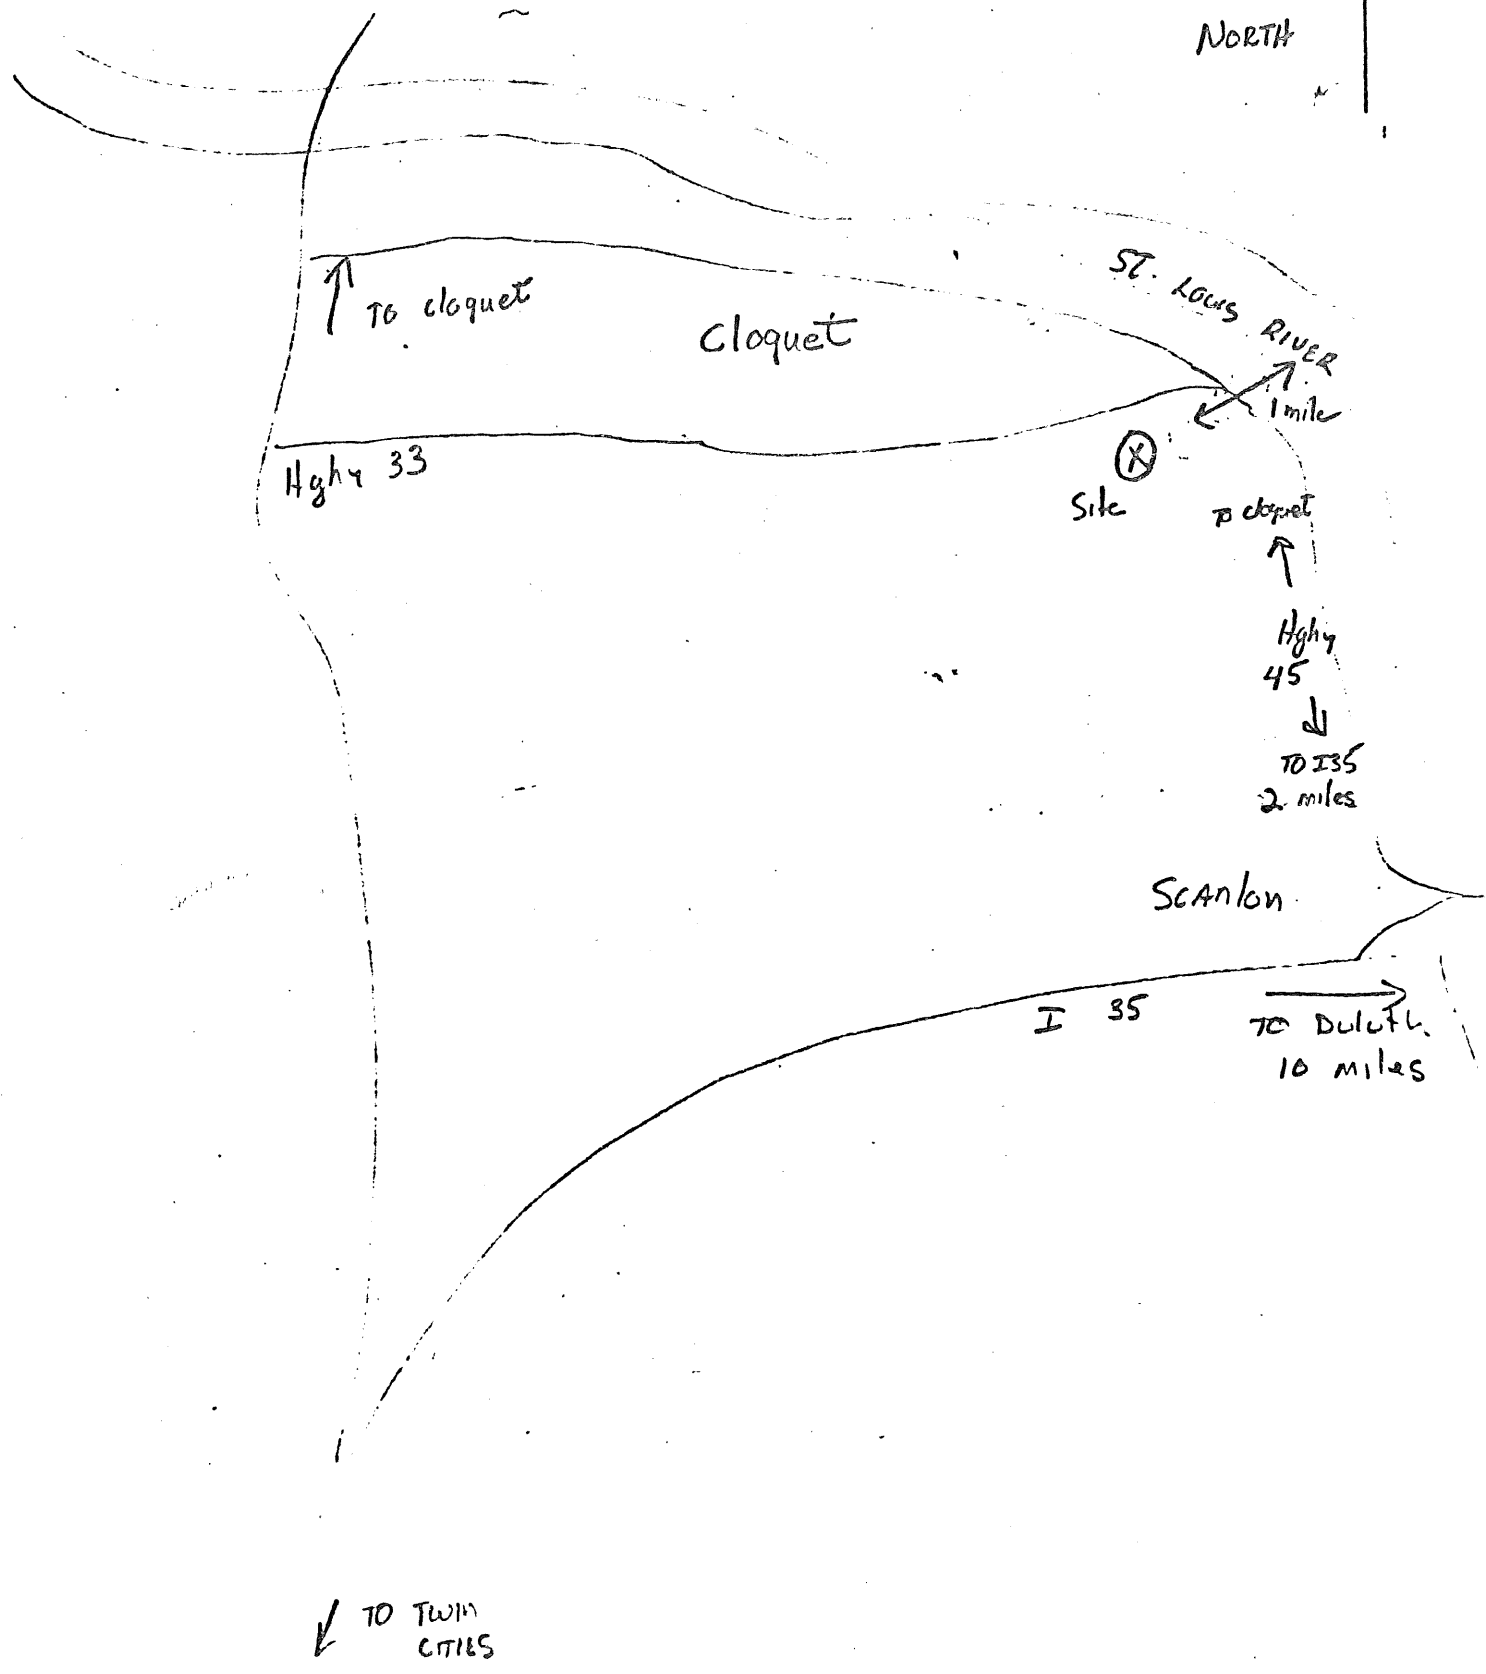 NORTH
ST. LOUIS RIVER
TO cloquet
Cloquet
1 mile
Hghy 33
X
Site
TO cloquet
Hghy
45
TO I35
2 miles
SCANlon
I 35
TO Duluth.
10 miles
TO TWIN
CITIES